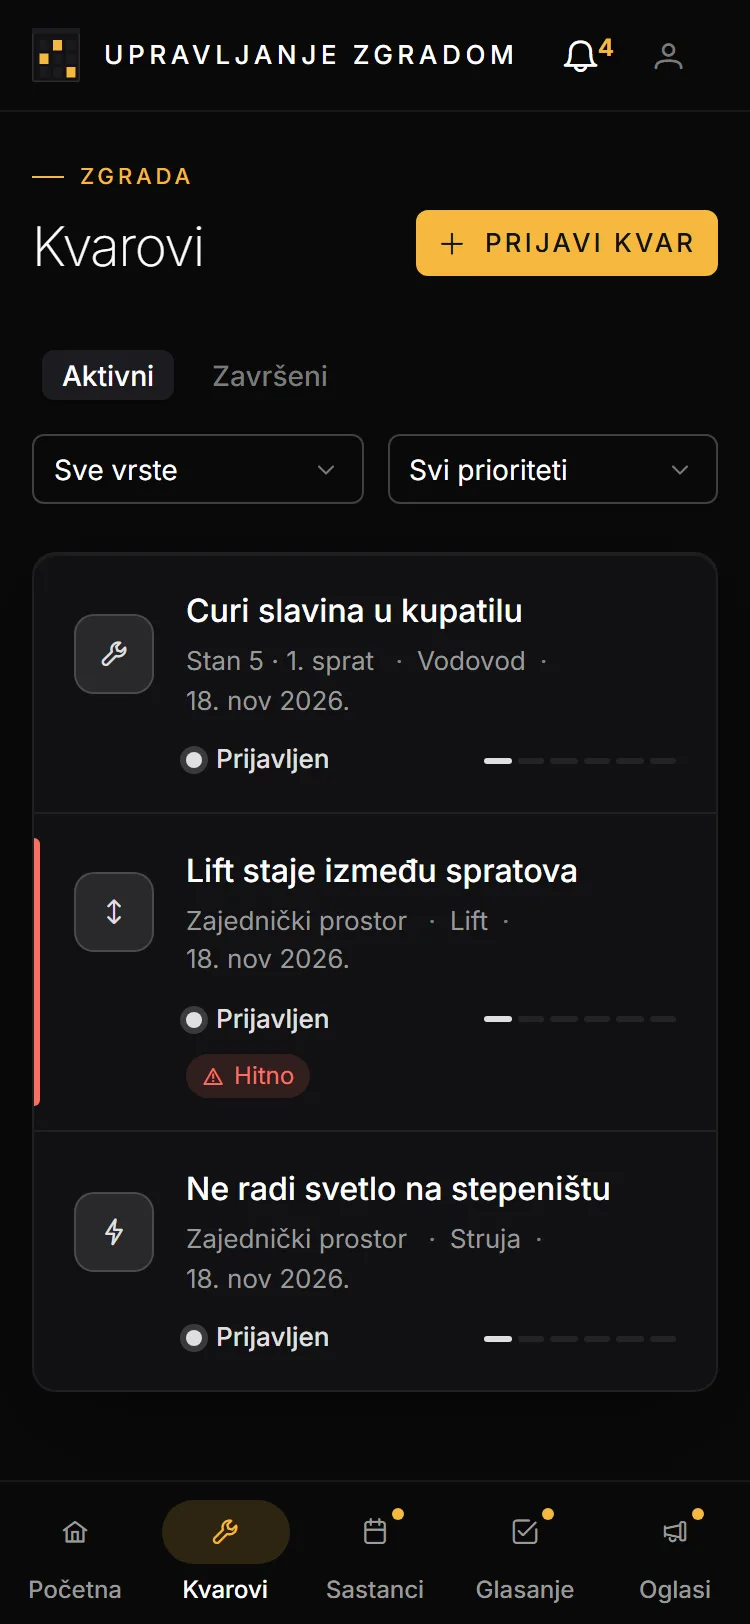 UPRAVLJANJE ZGRADOM
4
ZGRADA
Kvarovi
PRIJAVI KVAR
Aktivni
Završeni
Sve vrste
Svi prioriteti
Curi slavina u kupatilu
Stan 5 · 1. sprat · Vodovod ·
18. nov 2026.
Prijavljen
Lift staje između spratova
Zajednički prostor · Lift ·
18. nov 2026.
Prijavljen
Hitno
Ne radi svetlo na stepeništu
Zajednički prostor · Struja ·
18. nov 2026.
Prijavljen
Početna
Kvarovi
Sastanci
Glasanje
Oglasi